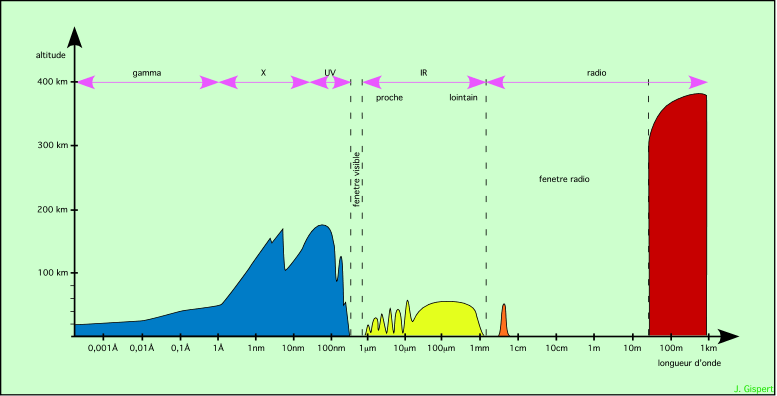 altitude
gamma
X
UV
IR
radio
400 km
proche
lointain
300 km
fenetre visible
fenetre radio
200 km
100 km
0,001Å
0,01Å
0,1Å
1Å
1nm
10nm
100nm
1µm
10µm
100µm
1mm
1cm
10cm
1m
10m
100m
1km
longueur d'onde
J. Gispert